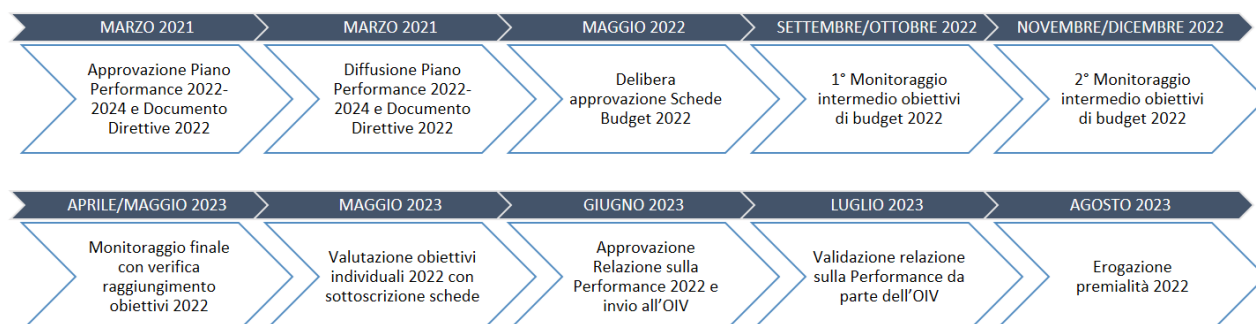 MARZO 2021
MARZO 2021
MAGGIO 2022
SETTEMBRE/OTTOBRE 2022
NOVEMBRE/DICEMBRE 2022
Approvazione Piano
Performance 2022-
2024 e Documento
Direttive 2022
Diffusione Piano
Performance 2022-
2024 e Documento
Direttive 2022
Delibera
approvazione Schede
Budget 2022
1° Monitoraggio
intermedio obiettivi
di budget 2022
2° Monitoraggio
intermedio obiettivi
di budget 2022
APRILE/MAGGIO 2023
MAGGIO 2023
GIUGNO 2023
LUGLIO 2023
AGOSTO 2023
Monitoraggio finale
con verifica
raggiungimento
obiettivi 2022
Valutazione obiettivi
individuali 2022 con
sottoscrizione schede
Approvazione
Relazione sulla
Performance 2022 e
invio all’OIV
Validazione relazione
sulla Performance da
parte dell’OIV
Erogazione
premialità 2022